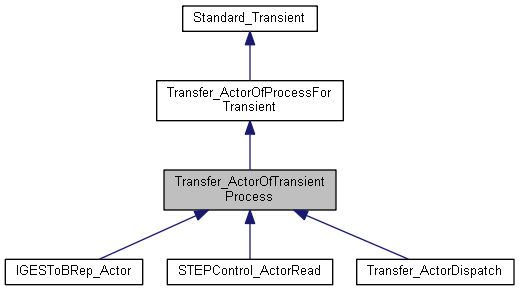 Standard_Transient
Transfer_ActorOfProcessFor
Transient
Transfer_ActorOfTransient
Process
IGESToBRep_Actor
STEPControl_ActorRead
Transfer_ActorDispatch